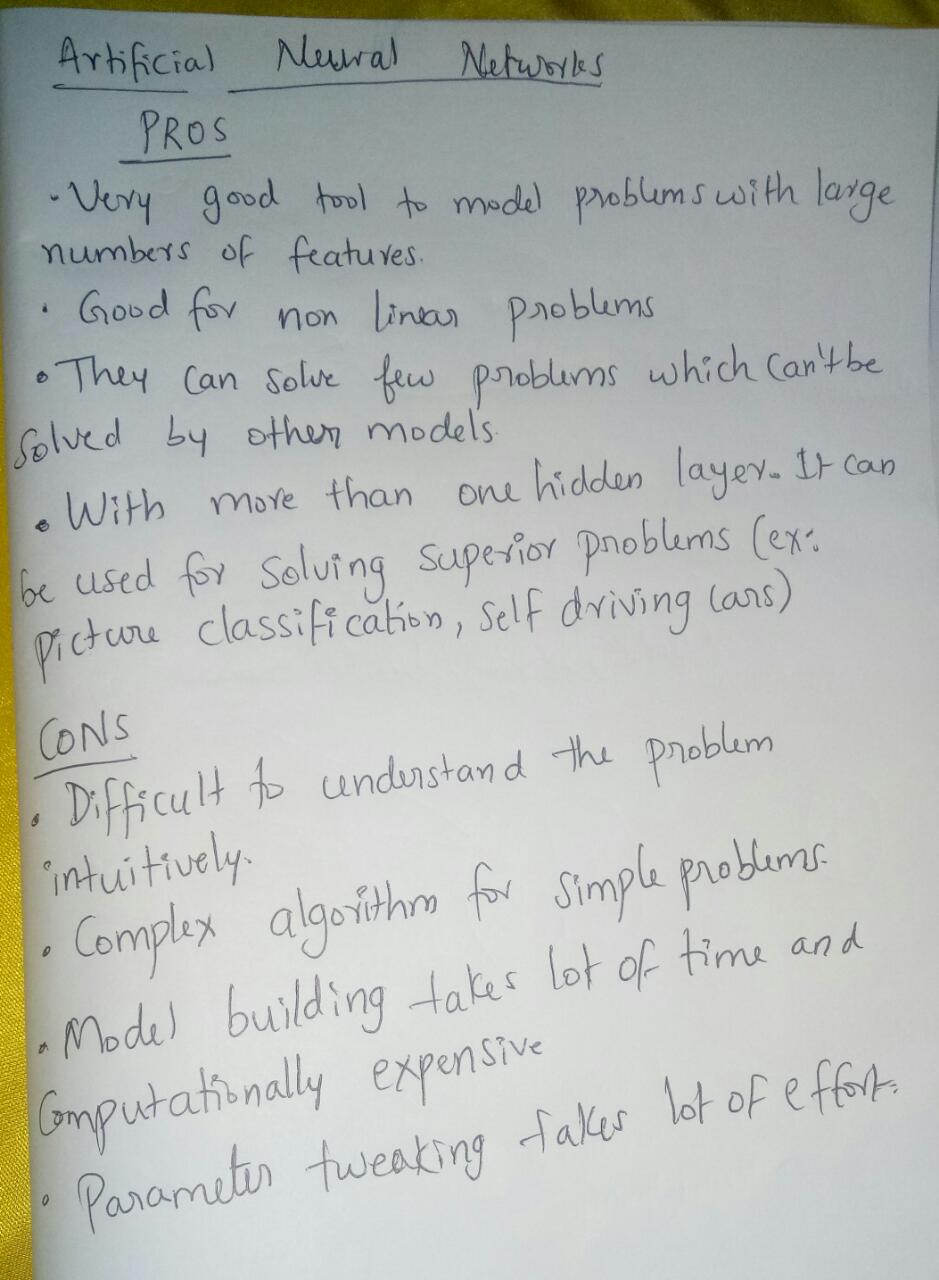 Artificial Neural Networks
PROS
• Very good tool to model problems with large
numbers of features.
• Good for non linear problems
• They can solve few problems which can't be
solved by other models.
• With more than one hidden layer. It can
be used for solving superior problems (ex:
picture classification, self driving cars)
CONS
• Difficult to understand the problem
intuitively.
• Complex algorithm for simple problems.
• Model building takes lot of time and
Computationally expensive
• Parameter tweaking takes lot of effort.